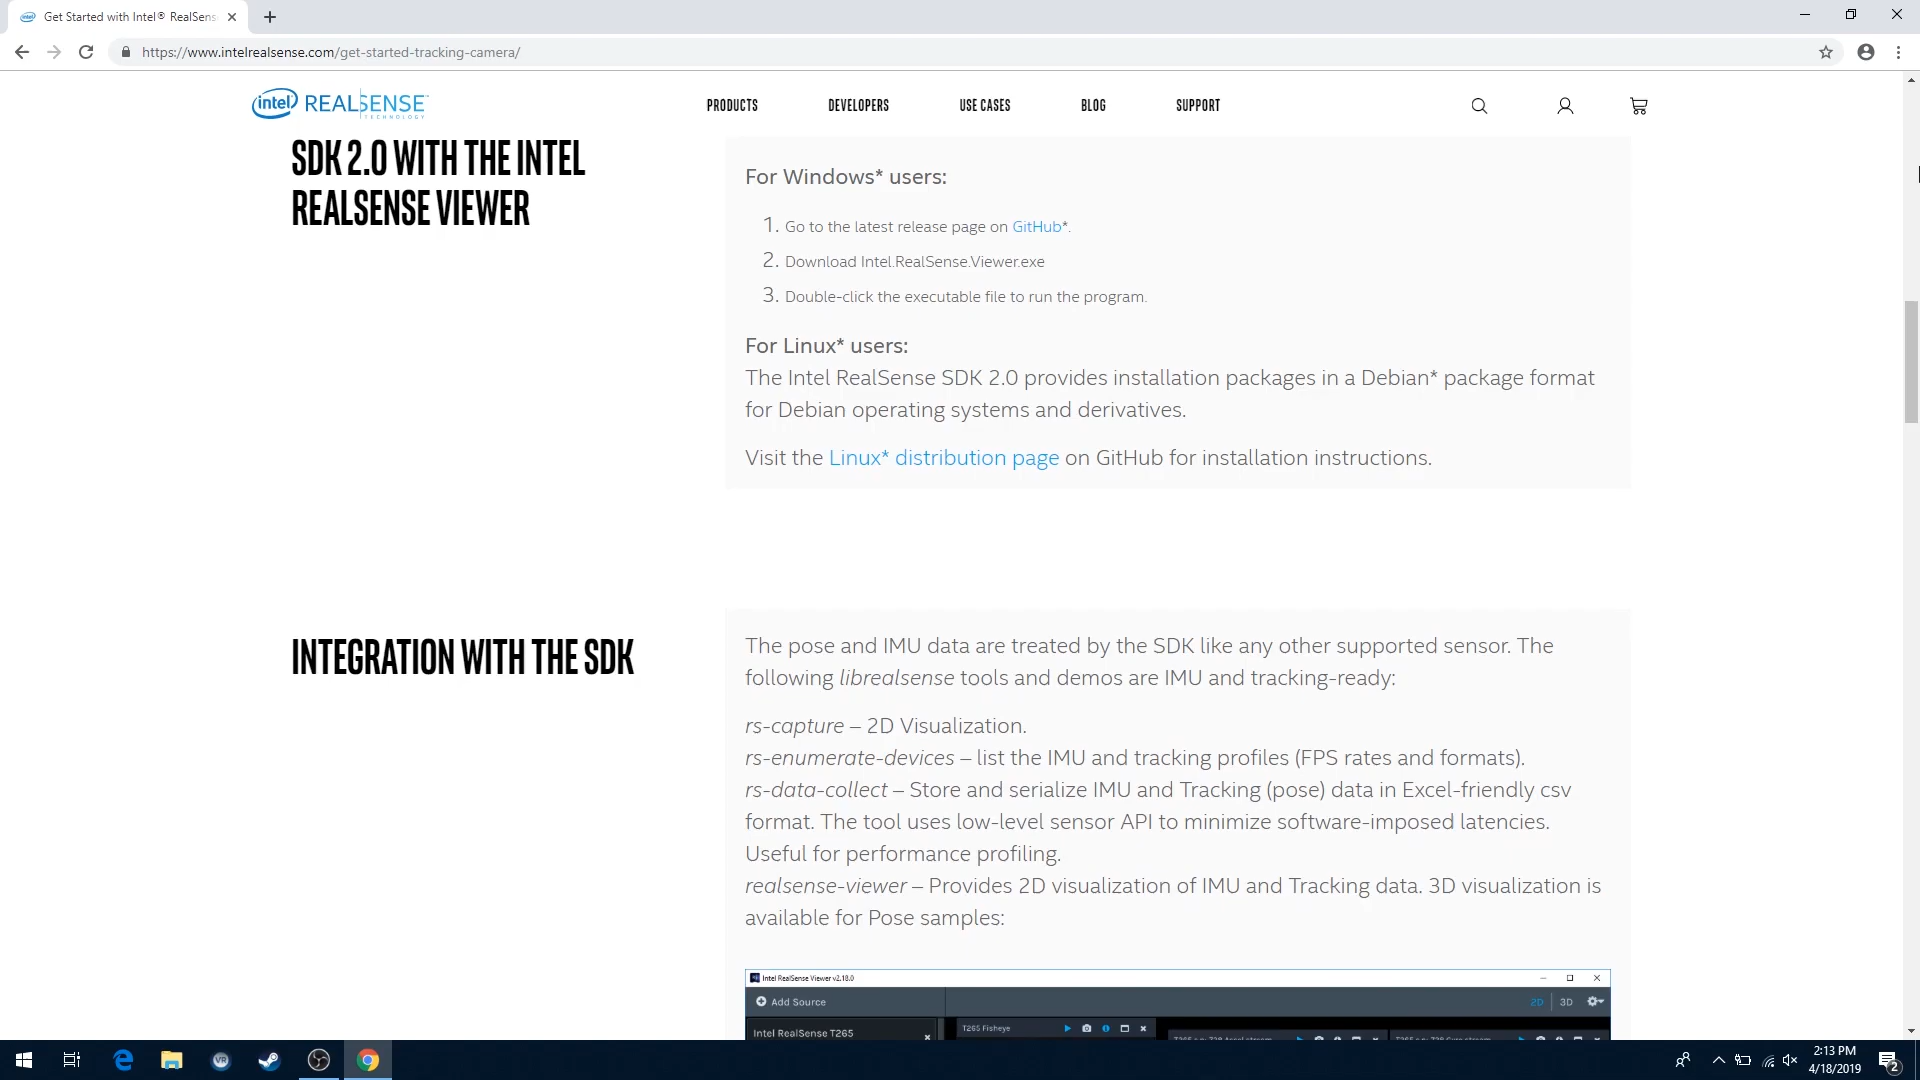 Get Started with Intel® RealSens
https://www.intelrealsense.com/get-started-tracking-camera/
intel REALSENSE TECHNOLOGY
PRODUCTS
DEVELOPERS
USE CASES
BLOG
SUPPORT
SDK 2.0 WITH THE INTEL
REALSENSE VIEWER
For Windows* users:
1. Go to the latest release page on GitHub*.
2. Download Intel.RealSense.Viewer.exe
3. Double-click the executable file to run the program.
For Linux* users:
The Intel RealSense SDK 2.0 provides installation packages in a Debian* package format
for Debian operating systems and derivatives.
Visit the Linux* distribution page on GitHub for installation instructions.
INTEGRATION WITH THE SDK
The pose and IMU data are treated by the SDK like any other supported sensor. The
following librealsense tools and demos are IMU and tracking-ready:
rs-capture – 2D Visualization.
rs-enumerate-devices – list the IMU and tracking profiles (FPS rates and formats).
rs-data-collect – Store and serialize IMU and Tracking (pose) data in Excel-friendly csv
format. The tool uses low-level sensor API to minimize software-imposed latencies.
Useful for performance profiling.
realsense-viewer – Provides 2D visualization of IMU and Tracking data. 3D visualization is
available for Pose samples:
Intel RealSense Viewer v2.18.0
Add Source
2D
3D
Intel RealSense T265
T265 Fisheye
VR
2:13 PM
4/18/2019
2